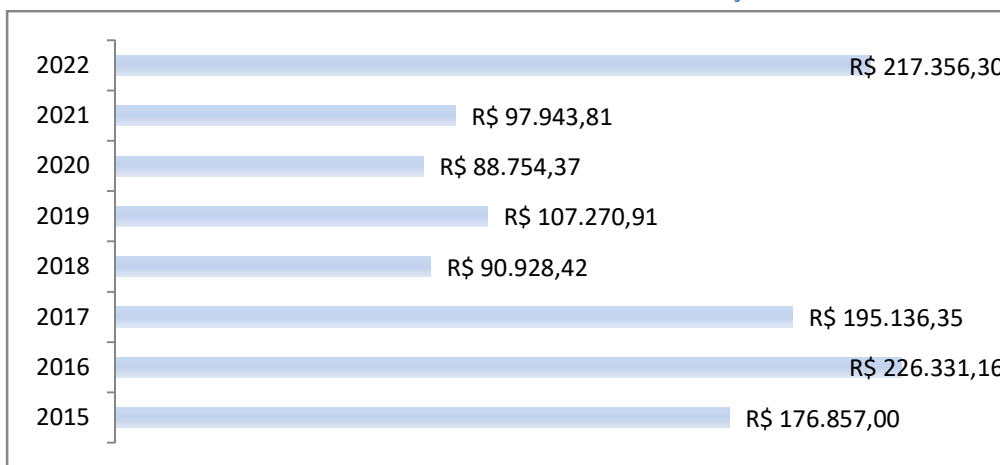 2022 R$ 217.356,30
2021 R$ 97.943,81
2020 R$ 88.754,37
2019 R$ 107.270,91
2018 R$ 90.928,42
2017 R$ 195.136,35
2016 R$ 226.331,16
2015 R$ 176.857,00